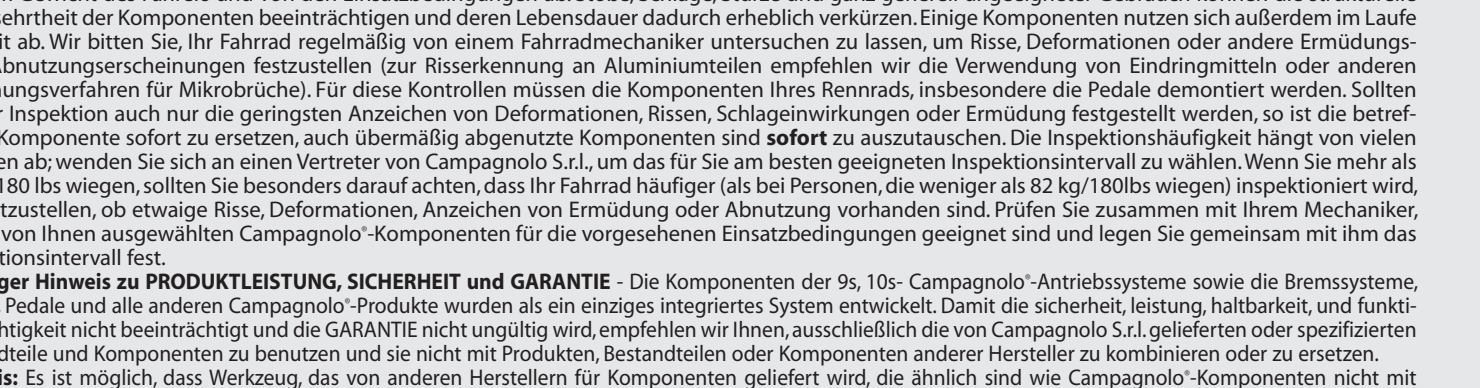 Gewicht des Fahrers und von den Einsatzbedingungen
sehrtheit der Komponenten beeinträchtigen und deren Lebensdauer dadurch erheblich verkürzen. Einige Komponenten nutzen sich außerdem im Laufe
it ab. Wir bitten Sie, Ihr Fahrrad regelmäßig von einem Fahrradmechaniker untersuchen zu lassen, um Risse, Deformationen oder andere Ermüdungs-
Abnutzungserscheinungen festzustellen (zur Risserkennung an Aluminiumteilen empfehlen wir die Verwendung von Eindringmitteln oder anderen
nungsverfahren für Mikrobrüche). Für diese Kontrollen müssen die Komponenten Ihres Rennrads, insbesondere die Pedale demontiert werden. Sollten
r Inspektion auch nur die geringsten Anzeichen von Deformationen, Rissen, Schlageinwirkungen oder Ermüdung festgestellt werden, so ist die betref-
Komponente sofort zu ersetzen, auch übermäßig abgenutzte Komponenten sind sofort zu auszutauschen. Die Inspektionshäufigkeit hängt von vielen
en ab; wenden Sie sich an einen Vertreter von Campagnolo S.r.l., um das für Sie am besten geeigneten Inspektionsintervall zu wählen. Wenn Sie mehr als
180 lbs wiegen, sollten Sie besonders darauf achten, dass Ihr Fahrrad häufiger (als bei Personen, die weniger als 82 kg/180lbs wiegen) inspektioniert wird,
tzustellen, ob etwaige Risse, Deformationen, Anzeichen von Ermüdung oder Abnutzung vorhanden sind. Prüfen Sie zusammen mit Ihrem Mechaniker,
von Ihnen ausgewählten Campagnolo®-Komponenten für die vorgesehenen Einsatzbedingungen geeignet sind und legen Sie gemeinsam mit ihm das
tionsintervall fest.
ger Hinweis zu PRODUKTLEISTUNG, SICHERHEIT und GARANTIE - Die Komponenten der 9s, 10s- Campagnolo®-Antriebssysteme sowie die Bremssysteme,
Pedale und alle anderen Campagnolo®-Produkte wurden als ein einziges integriertes System entwickelt. Damit die sicherheit, leistung, haltbarkeit, und funkti-
chtigkeit nicht beeinträchtigt und die GARANTIE nicht ungültig wird, empfehlen wir Ihnen, ausschließlich die von Campagnolo S.r.l. gelieferten oder spezifizierten
dteile und Komponenten zu benutzen und sie nicht mit Produkten, Bestandteilen oder Komponenten anderer Hersteller zu kombinieren oder zu ersetzen.
is: Es ist möglich, dass Werkzeug, das von anderen Herstellern für Komponenten geliefert wird, die ähnlich sind wie Campagnolo®-Komponenten nicht mit